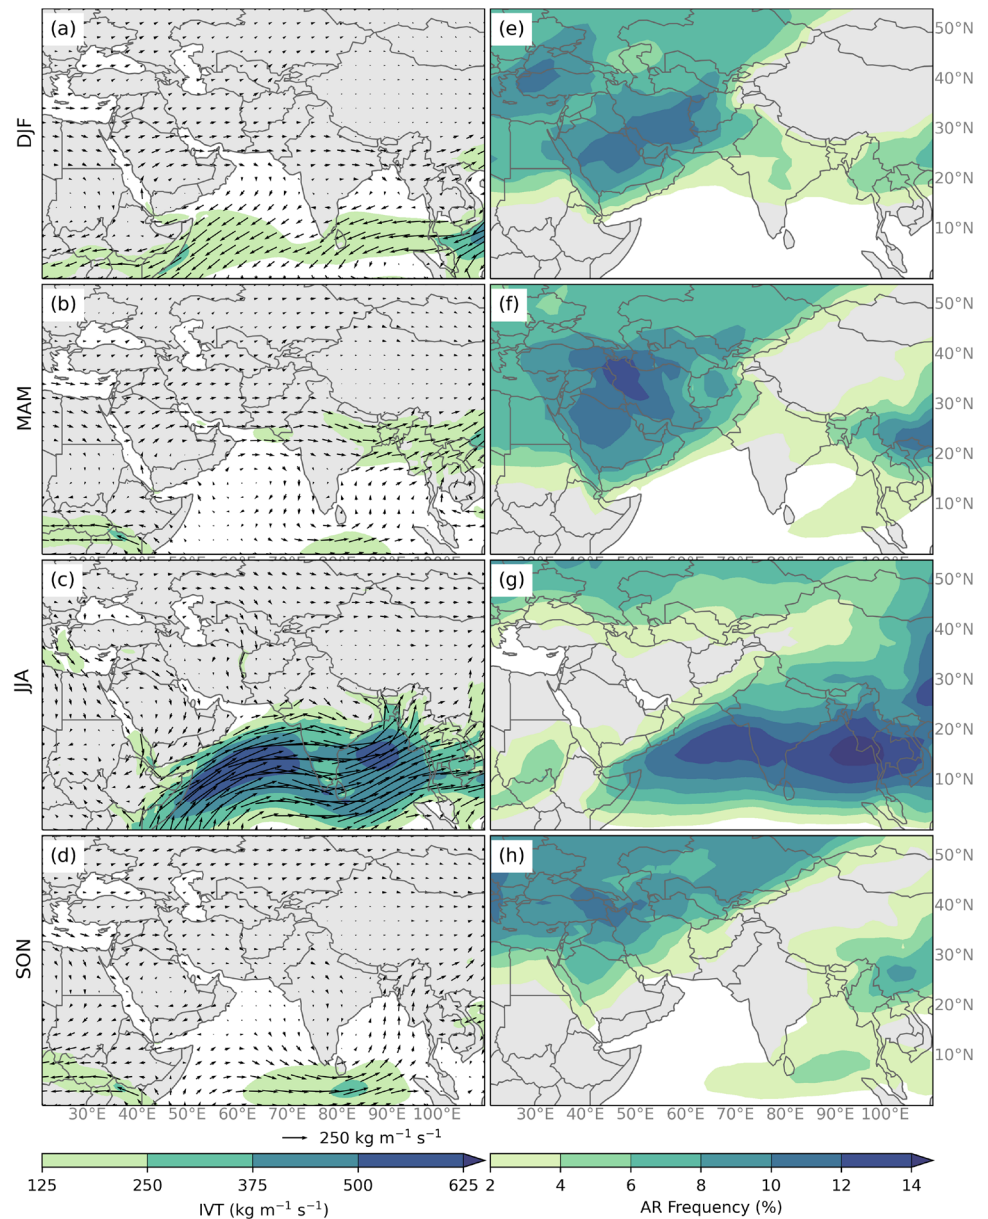 (a)
(e)
50°N
40°N
30°N
20°N
10°N
DJF
(b)
(f)
50°N
40°N
30°N
20°N
10°N
MAM
(c)
(g)
50°N
40°N
30°N
20°N
10°N
JJA
(d)
(h)
50°N
40°N
30°N
20°N
10°N
SON
30°E 40°E 50°E 60°E 70°E 80°E 90°E 100°E 30°E 40°E 50°E 60°E 70°E 80°E 90°E 100°E
250 kg m⁻¹ s⁻¹
125 250 375 500 625 2 4 6 8 10 12 14
IVT (kg m⁻¹ s⁻¹) AR Frequency (%)